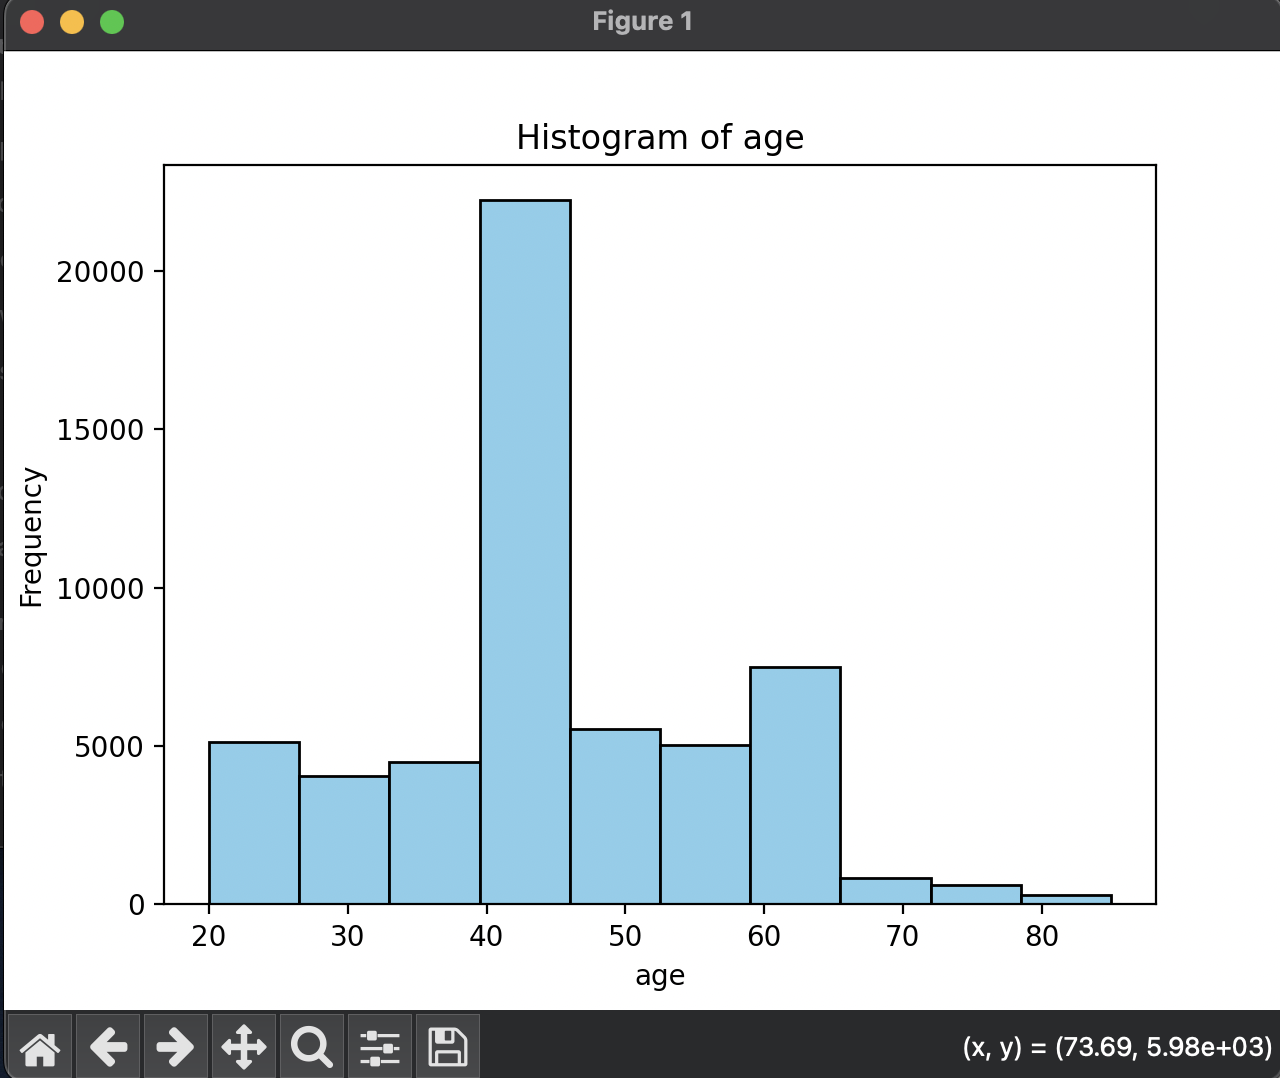 Figure 1
Histogram of age
20000
15000
10000
5000
0
Frequency
20 30 40 50 60 70 80
age
(x, y) = (73.69, 5.98e+03)